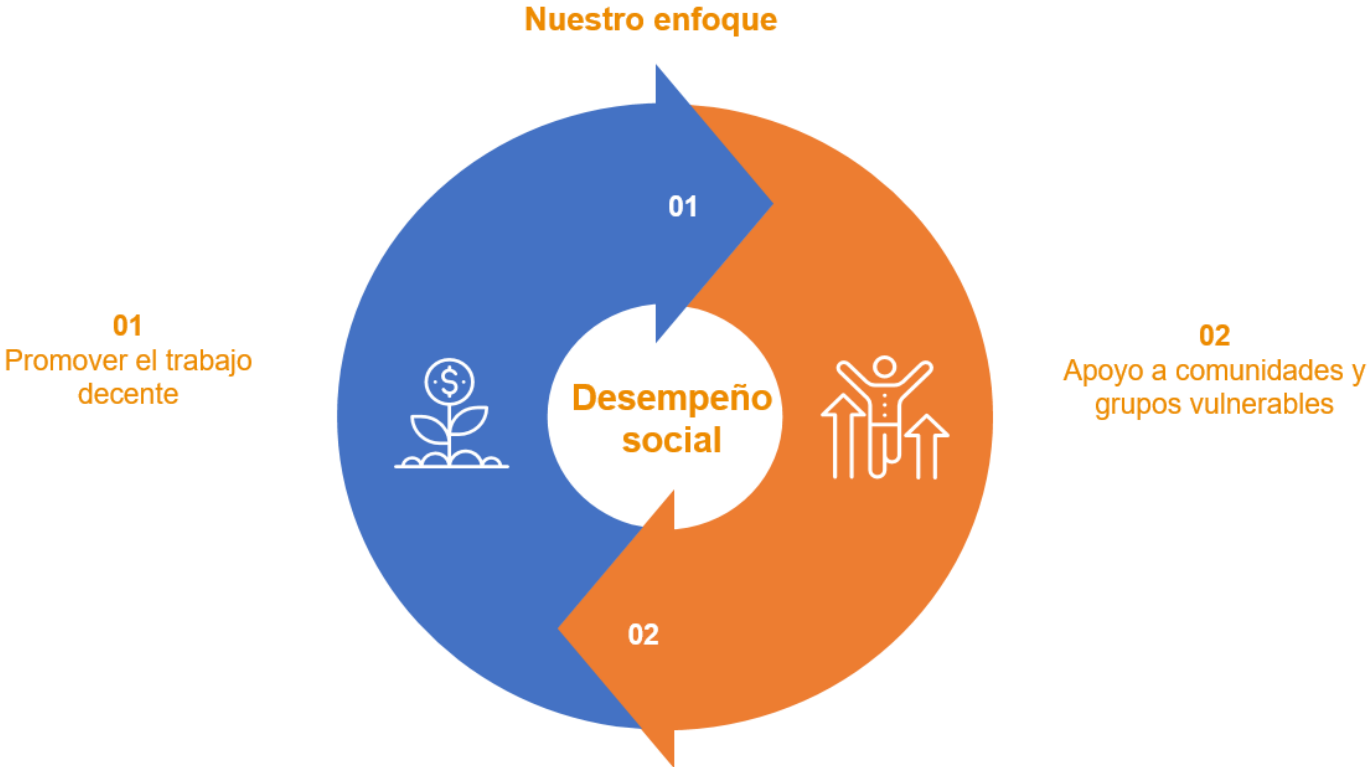 Nuestro enfoque
01
01
Promover el trabajo
decente
$
Desempeño
social
02
Apoyo a comunidades y
grupos vulnerables
02